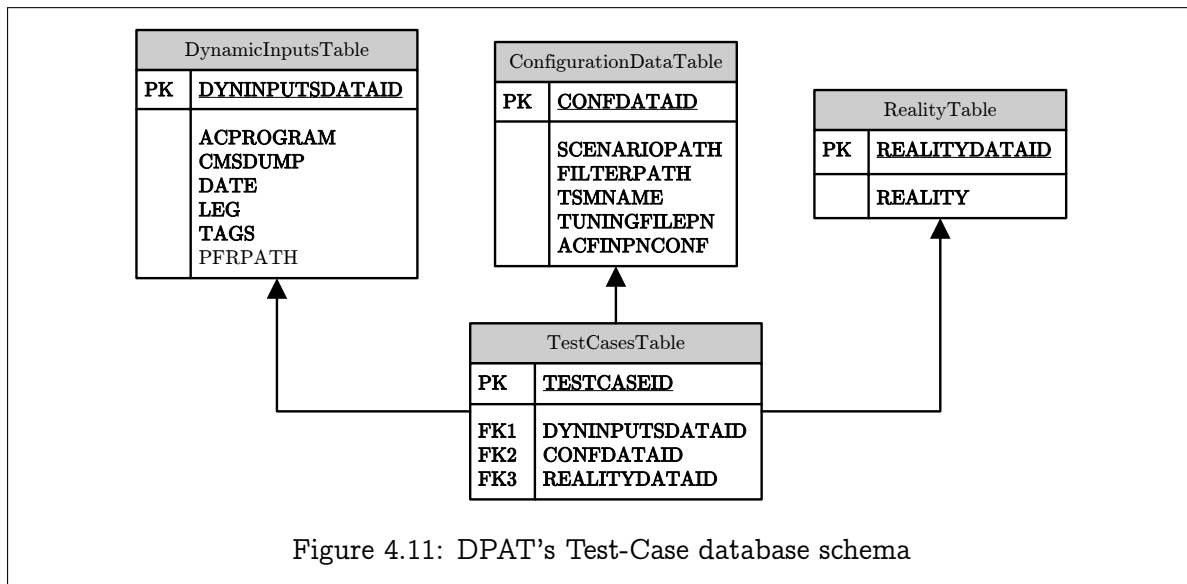 DynamicInputsTable
PK DYNINPUTSDATAID
ACPROGRAM
CMSDUMP
DATE
LEG
TAGS
PFRPATH
ConfigurationDataTable
PK CONFDATAID
SCENARIOPATH
FILTERPATH
TSMNAME
TUNINGFILEPN
ACFINPNCONF
RealityTable
PK REALITYDATAID
REALITY
TestCasesTable
PK TESTCASEID
FK1 DYNINPUTSDATAID
FK2 CONFDATAID
FK3 REALITYDATAID
Figure 4.11: DPAT's Test-Case database schema